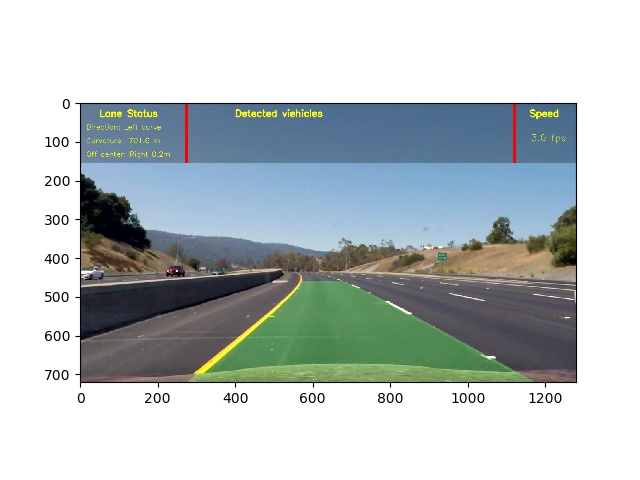 Lane Status
Detected viehicles
Speed
Direction: Left curve
Curvature: 701.6 m
Off center: Right 0.2m
3.0 fps
0
100
200
300
400
500
600
700
0
200
400
600
800
1000
1200